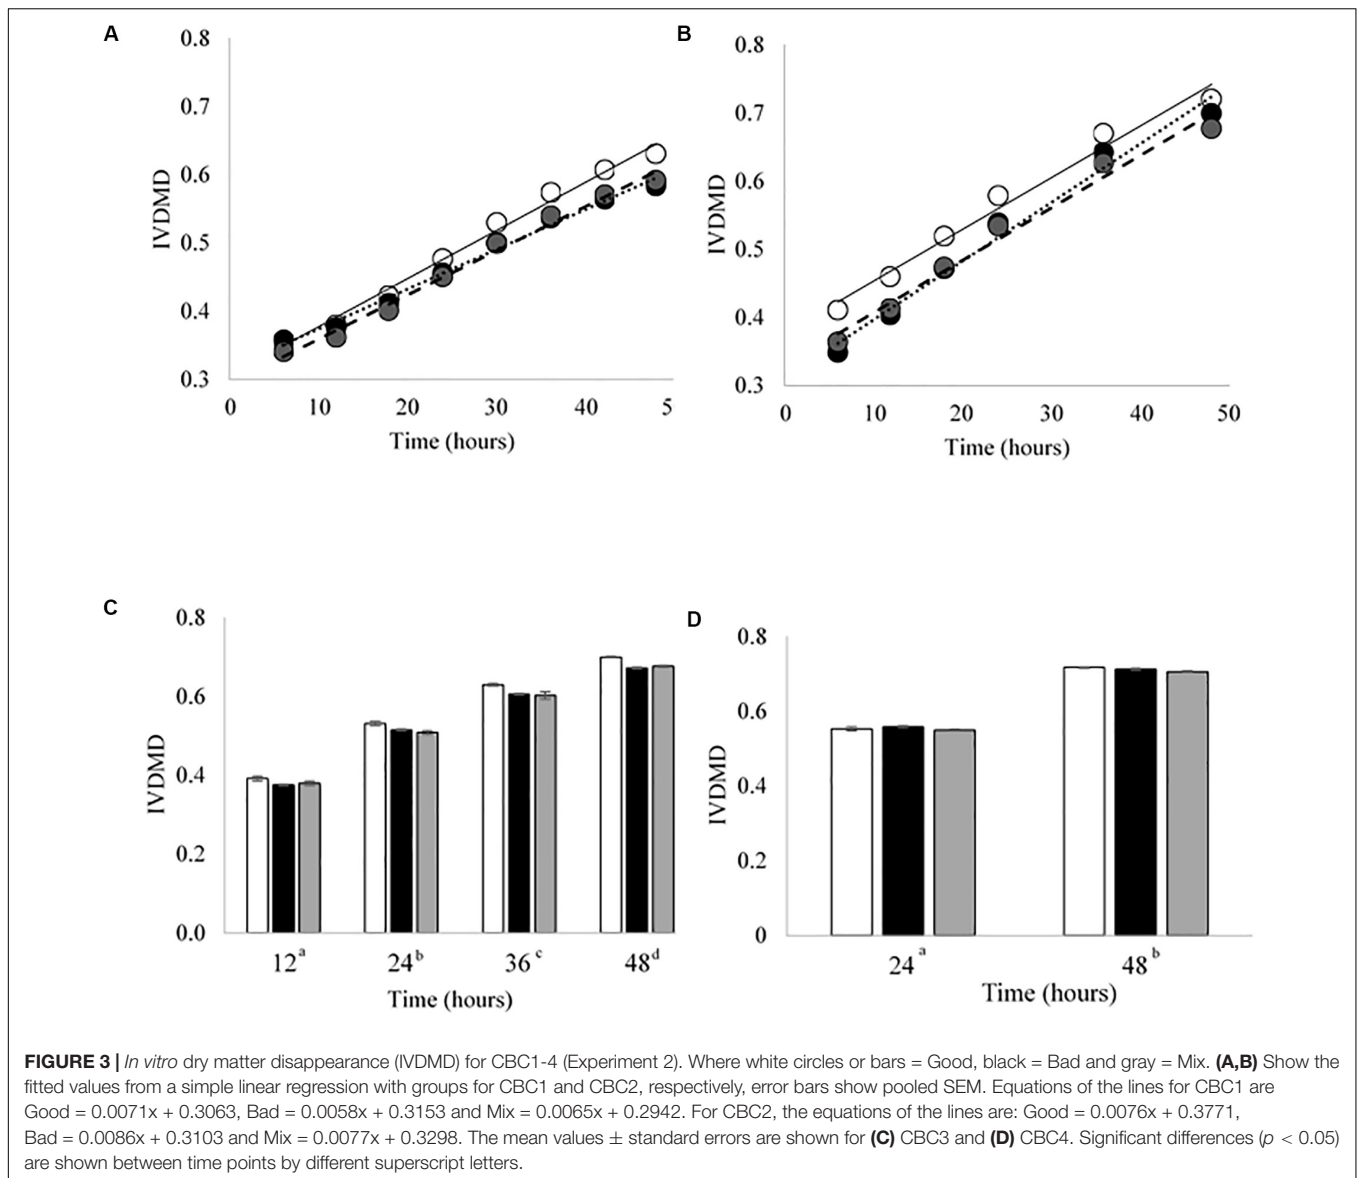 A
0.8
0.7
0.6
0.5
0.4
0.3
IVDMD
0 10 20 30 40 5
Time (hours)
B
0.8
0.7
0.6
0.5
0.4
0.3
IVDMD
0 10 20 30 40 50
Time (hours)
C
0.8
0.6
0.4
0.2
0.0
IVDMD
12ᵃ 24ᵇ 36ᶜ 48ᵈ
Time (hours)
D
0.8
0.6
0.4
0.2
0
IVDMD
24ᵃ 48ᵇ
Time (hours)
FIGURE 3 | In vitro dry matter disappearance (IVDMD) for CBC1-4 (Experiment 2). Where white circles or bars = Good, black = Bad and gray = Mix. (A,B) Show the
fitted values from a simple linear regression with groups for CBC1 and CBC2, respectively, error bars show pooled SEM. Equations of the lines for CBC1 are
Good = 0.0071x + 0.3063, Bad = 0.0058x + 0.3153 and Mix = 0.0065x + 0.2942. For CBC2, the equations of the lines are: Good = 0.0076x + 0.3771,
Bad = 0.0086x + 0.3103 and Mix = 0.0077x + 0.3298. The mean values ± standard errors are shown for (C) CBC3 and (D) CBC4. Significant differences (p < 0.05)
are shown between time points by different superscript letters.